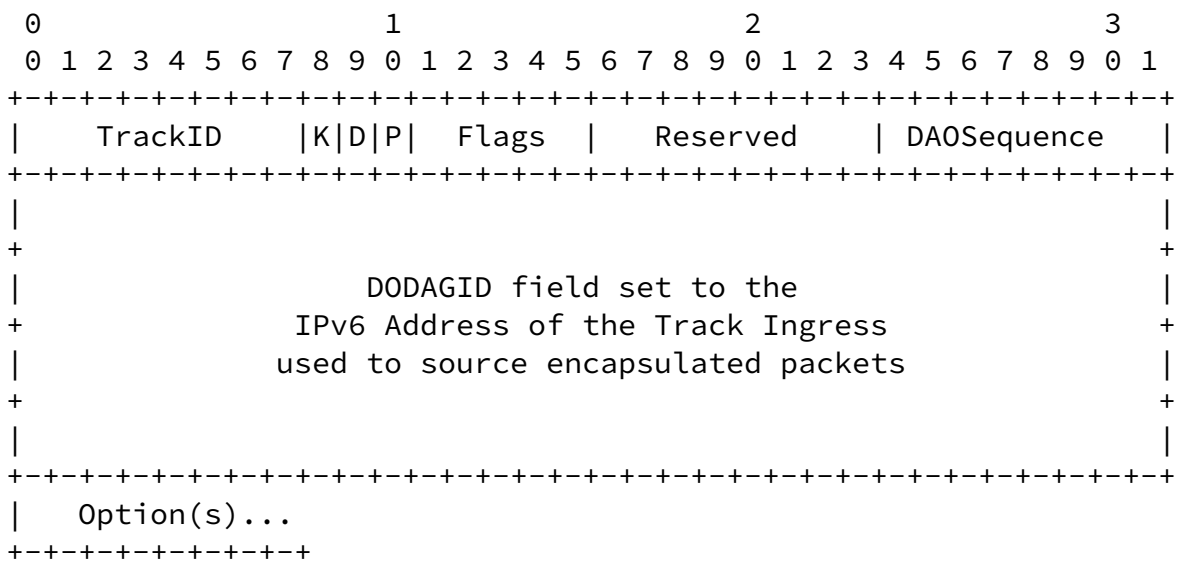 0                   1                   2                   3
 0 1 2 3 4 5 6 7 8 9 0 1 2 3 4 5 6 7 8 9 0 1 2 3 4 5 6 7 8 9 0 1
+-+-+-+-+-+-+-+-+-+-+-+-+-+-+-+-+-+-+-+-+-+-+-+-+-+-+-+-+-+-+-+-+
|    TrackID    |K|D|P|  Flags  |   Reserved    | DAOSequence   |
+-+-+-+-+-+-+-+-+-+-+-+-+-+-+-+-+-+-+-+-+-+-+-+-+-+-+-+-+-+-+-+-+
|                                                               |
+                                                               +
|                   DODAGID field set to the                    |
+               IPv6 Address of the Track Ingress               +
|              used to source encapsulated packets              |
+                                                               +
|                                                               |
+-+-+-+-+-+-+-+-+-+-+-+-+-+-+-+-+-+-+-+-+-+-+-+-+-+-+-+-+-+-+-+-+
|   Option(s)...
+-+-+-+-+-+-+-+-+